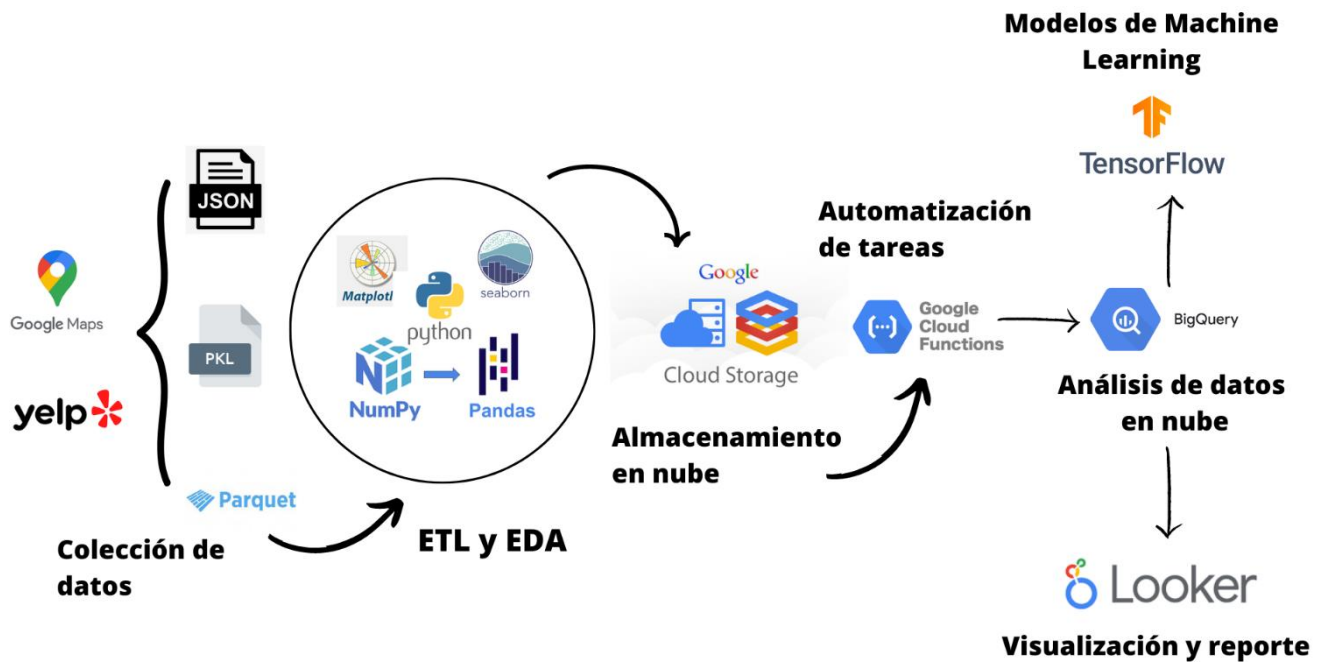 Modelos de Machine
Learning
TensorFlow
JSON
Google Maps
PKL
yelp
Parquet
Colección de
datos
Matplotl
seaborn
python
NumPy
Pandas
ETL y EDA
Google
Cloud Storage
Almacenamiento
en nube
Automatización
de tareas
Google
Cloud
Functions
BigQuery
Análisis de datos
en nube
Looker
Visualización y reporte